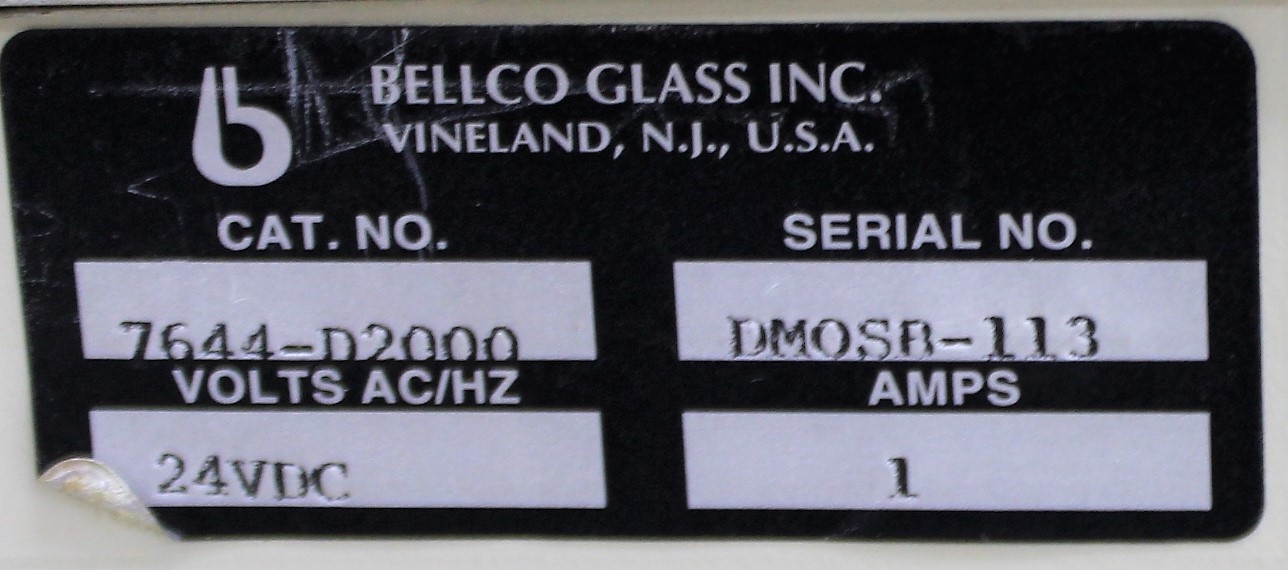 BELLCO GLASS INC.
VINELAND, N.J., U.S.A.
CAT. NO. SERIAL NO.
7644-D2000 DMOSB-113
VOLTS AC/HZ AMPS
24VDC 1